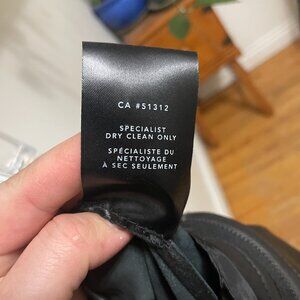 CA #51312
SPECIALIST
DRY CLEAN ONLY
SPÉCIALISTE DU
NETTOYAGE
À SEC SEULEMENT